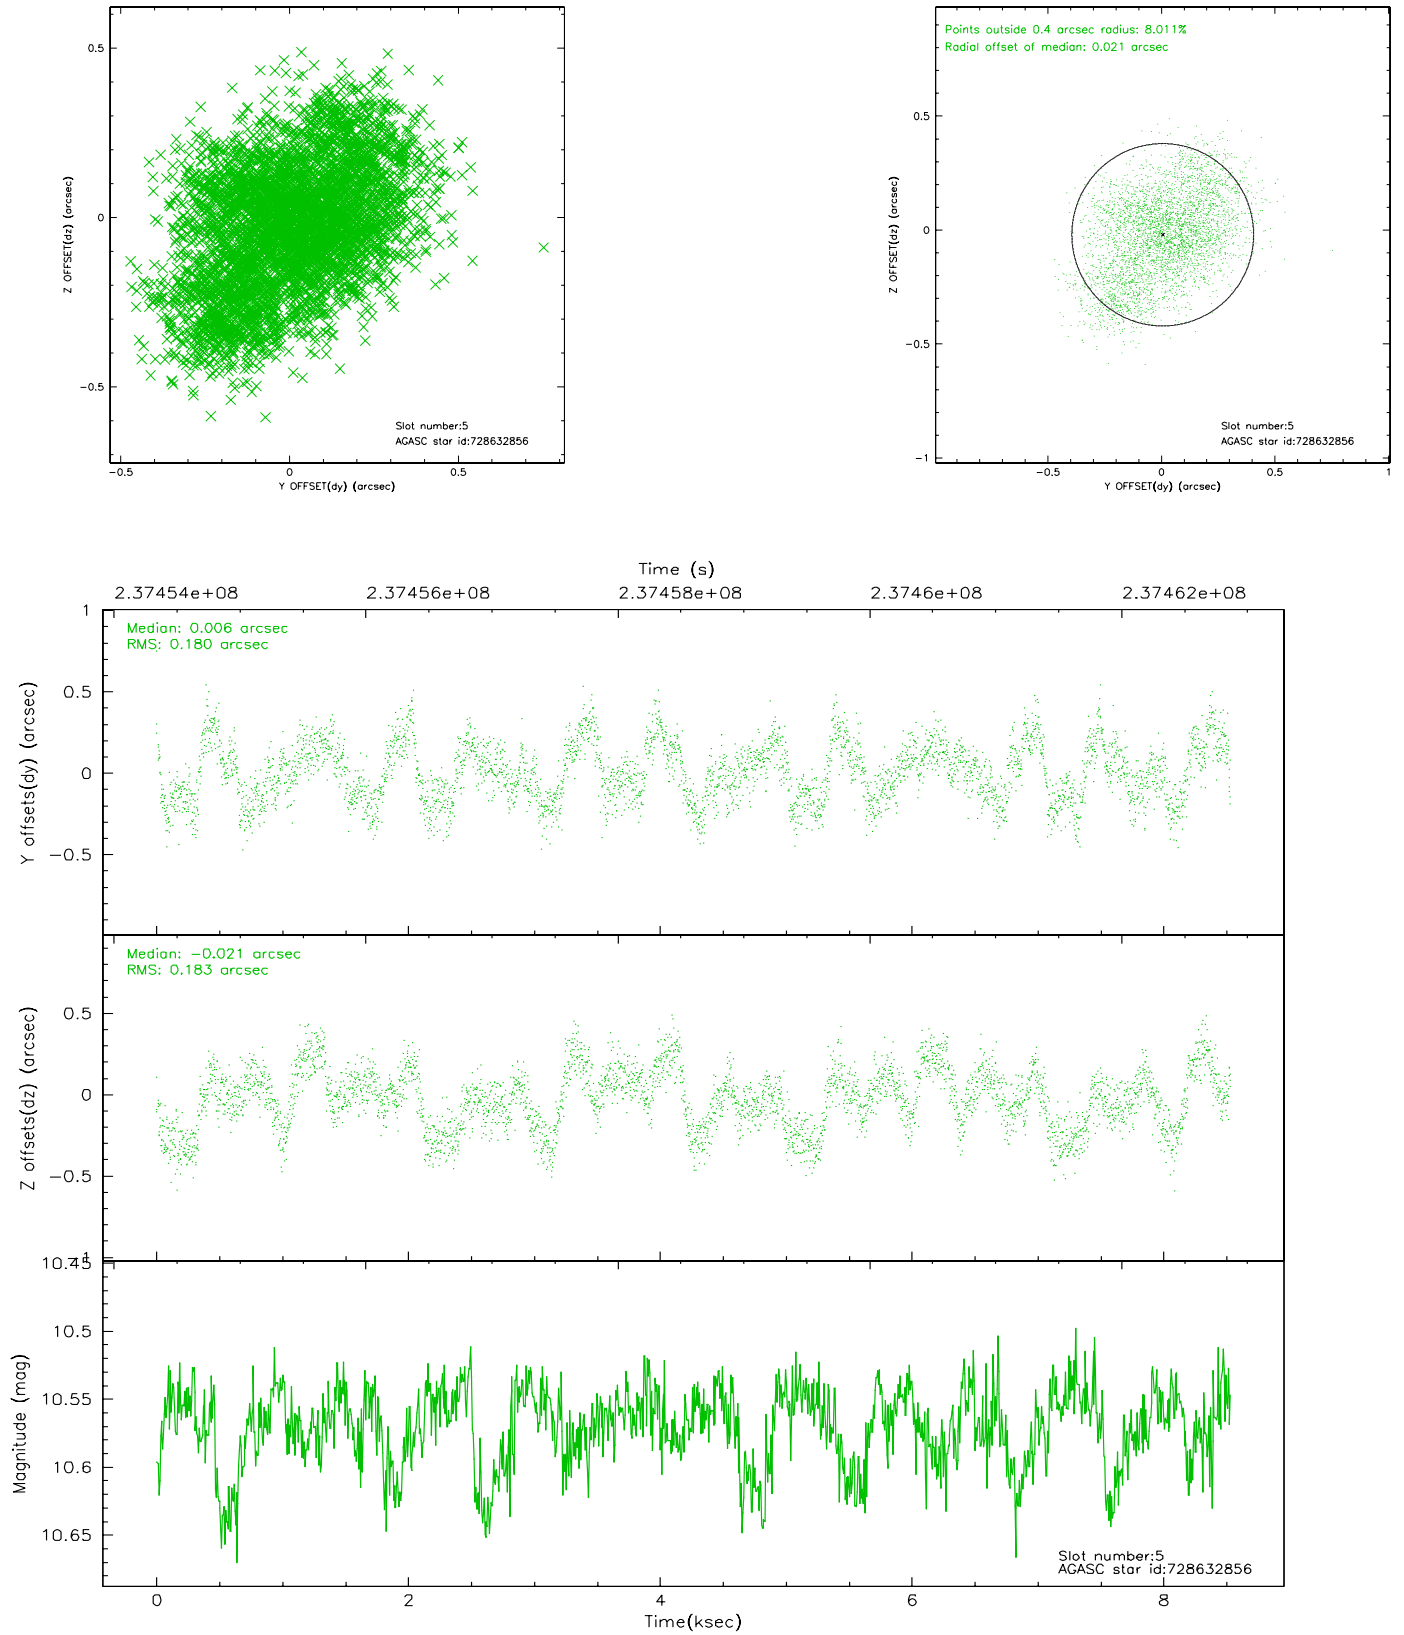 0.5
0
−0.5
Z OFFSET(dz) (arcsec)
−0.5
0
0.5
Y OFFSET(dy) (arcsec)
Slot number:5
AGASC star id:728632856
Points outside 0.4 arcsec radius: 8.011%
Radial offset of median: 0.021 arcsec
0.5
0
−0.5
−1
Z OFFSET(dz) (arcsec)
−0.5
0
0.5
1
Y OFFSET(dy) (arcsec)
Slot number:5
AGASC star id:728632856
Time (s)
2.37454e+08
2.37456e+08
2.37458e+08
2.3746e+08
2.37462e+08
Median: 0.006 arcsec
RMS: 0.180 arcsec
1
0.5
0
−0.5
Y offsets(dy) (arcsec)
Median: −0.021 arcsec
RMS: 0.183 arcsec
0.5
0
−0.5
−1
Z offsets(dz) (arcsec)
10.45
10.5
10.55
10.6
10.65
Magnitude (mag)
Slot number:5
AGASC star id:728632856
0
2
4
6
8
Time(ksec)